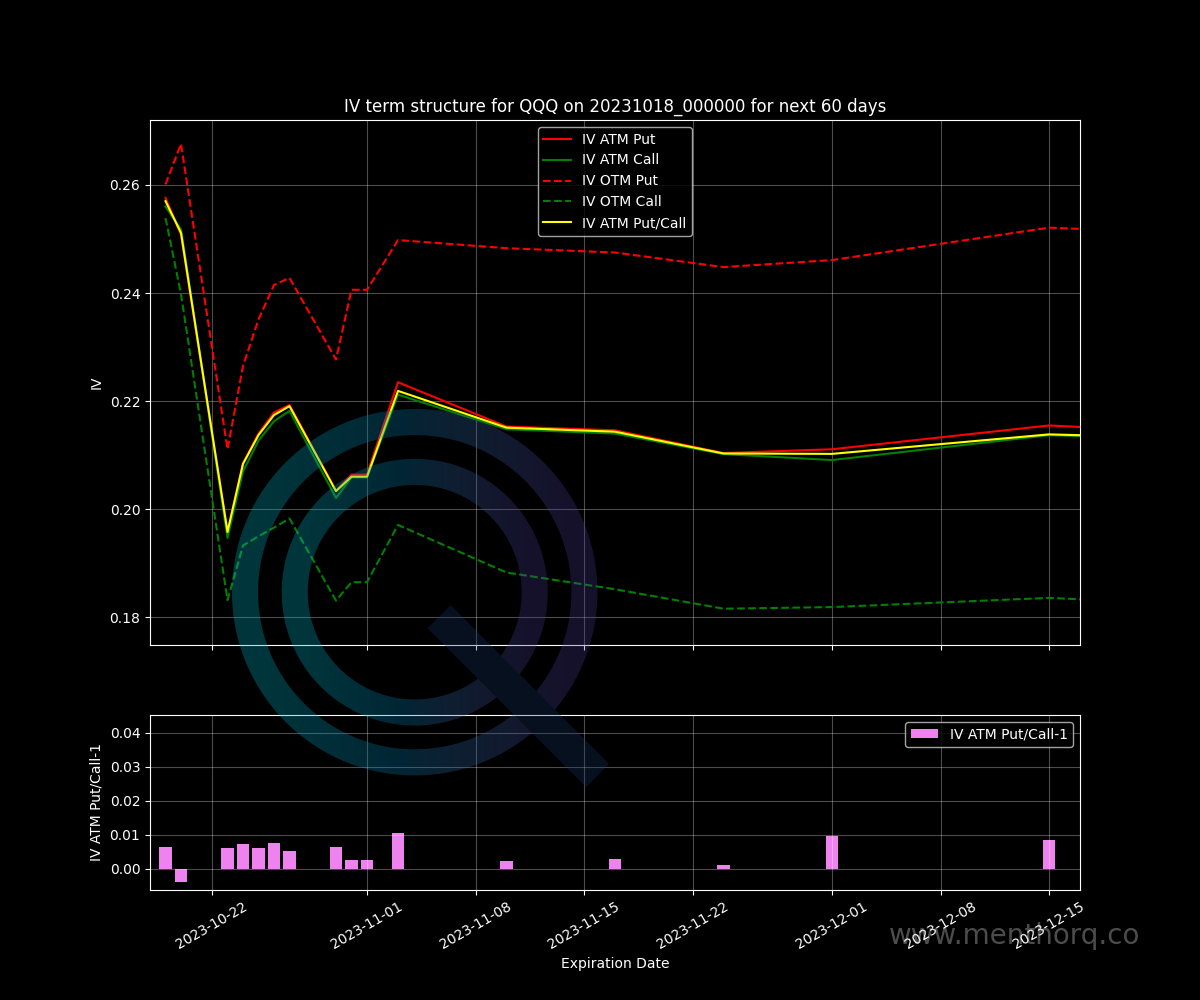 IV term structure for QQQ on 20231018_000000 for next 60 days
IV ATM Put
IV ATM Call
IV OTM Put
IV OTM Call
IV ATM Put/Call
0.26
0.24
0.22
0.20
0.18
IV
IV ATM Put/Call-1
0.04
0.03
0.02
0.01
0.00
IV ATM Put/Call-1
2023-10-22
2023-11-01
2023-11-08
2023-11-15
2023-11-22
2023-12-01
2023-12-08
2023-12-15
Expiration Date
www.menthorq.co